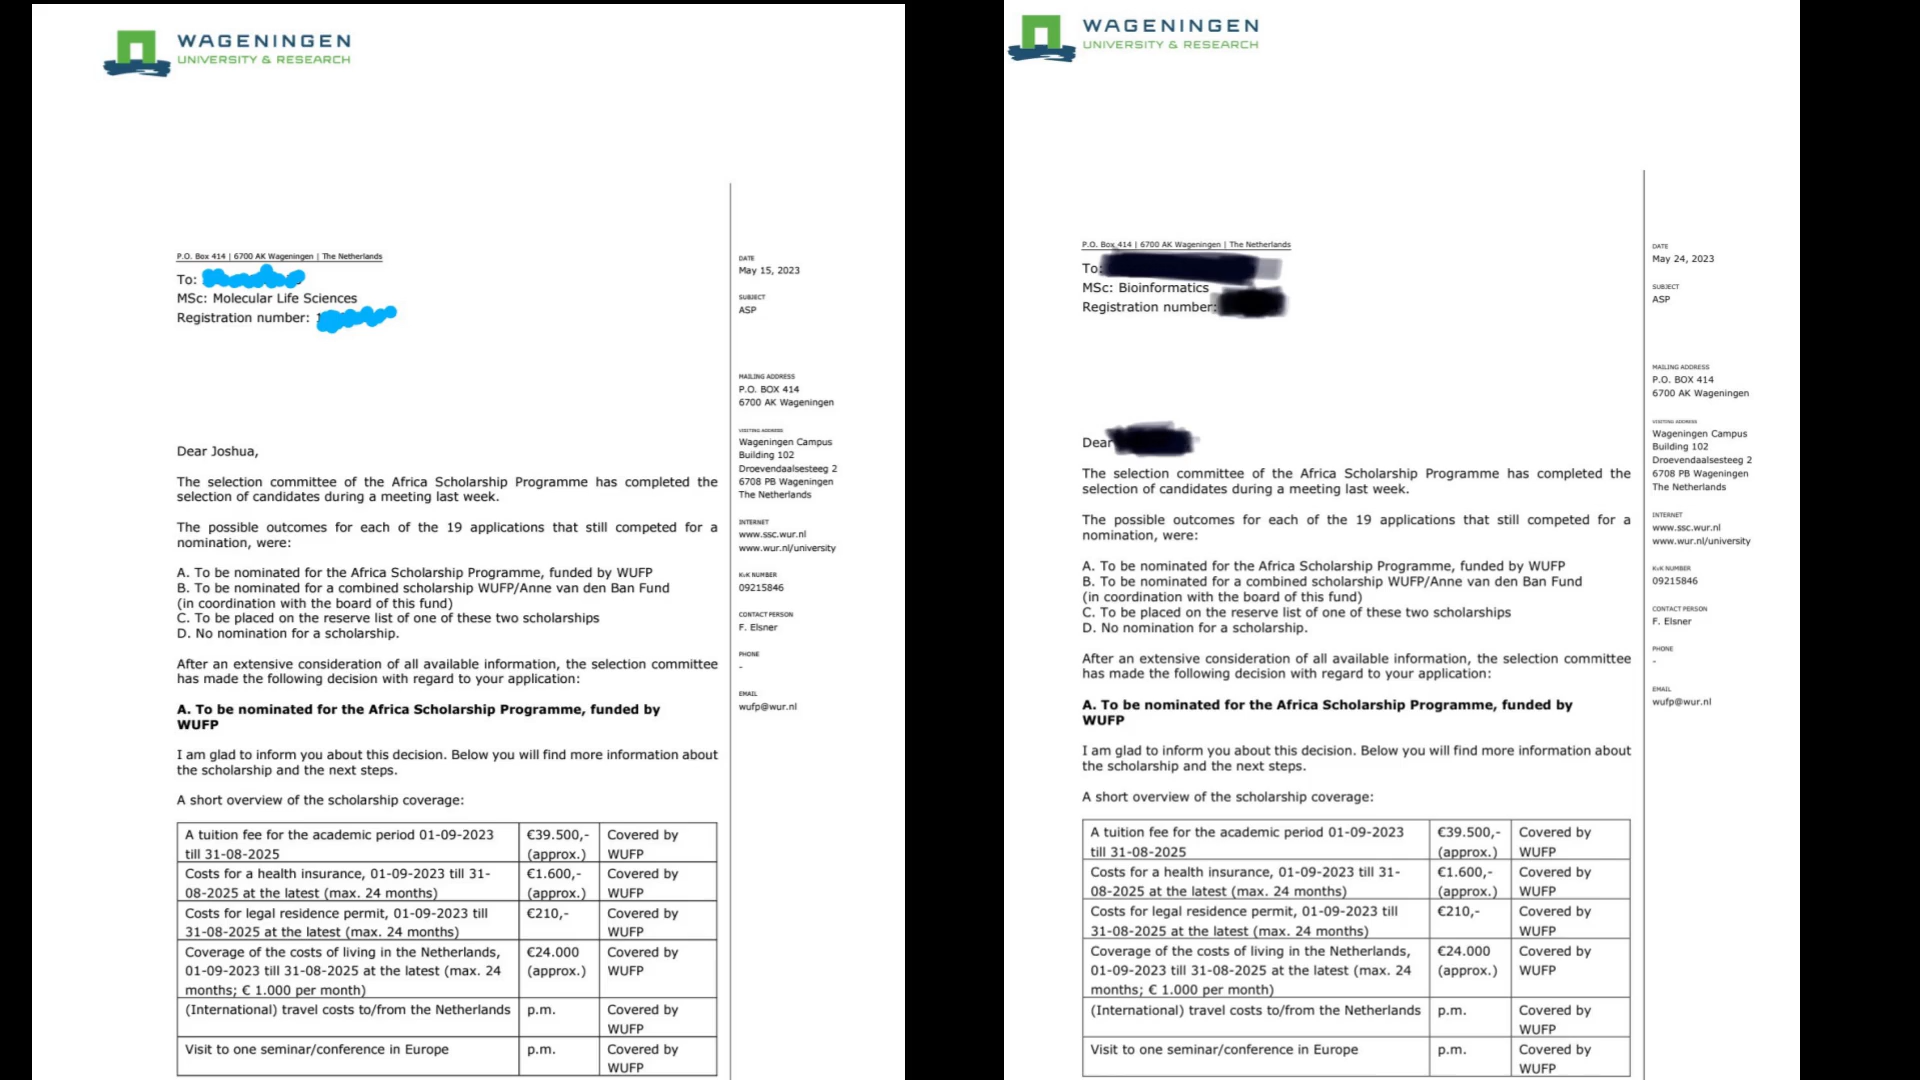 WAGENINGEN
UNIVERSITY & RESEARCH
P.O. Box 414 | 6700 AK Wageningen | The Netherlands
To:
MSc: Molecular Life Sciences
Registration number:
Dear Joshua,
The selection committee of the Africa Scholarship Programme has completed the
selection of candidates during a meeting last week.
The possible outcomes for each of the 19 applications that still competed for a
nomination, were:
A. To be nominated for the Africa Scholarship Programme, funded by WUFP
B. To be nominated for a combined scholarship WUFP/Anne van den Ban Fund
(in coordination with the board of this fund)
C. To be placed on the reserve list of one of these two scholarships
D. No nomination for a scholarship.
After an extensive consideration of all available information, the selection committee
has made the following decision with regard to your application:
A. To be nominated for the Africa Scholarship Programme, funded by
WUFP
I am glad to inform you about this decision. Below you will find more information about
the scholarship and the next steps.
A short overview of the scholarship coverage:
A tuition fee for the academic period 01-09-2023 €39.500,- Covered by
till 31-08-2025 (approx.) WUFP
Costs for a health insurance, 01-09-2023 till 31- €1.600,- Covered by
08-2025 at the latest (max. 24 months) (approx.) WUFP
Costs for legal residence permit, 01-09-2023 till €210,- Covered by
31-08-2025 at the latest (max. 24 months) WUFP
Coverage of the costs of living in the Netherlands, €24.000 Covered by
01-09-2023 till 31-08-2025 at the latest (max. 24 (approx.) WUFP
months; € 1.000 per month)
(International) travel costs to/from the Netherlands p.m. Covered by
WUFP
Visit to one seminar/conference in Europe p.m. Covered by
WUFP
DATE
May 15, 2023
SUBJECT
ASP
MAILING ADDRESS
P.O. BOX 414
6700 AK Wageningen
VISITING ADDRESS
Wageningen Campus
Building 102
Droevendaalsesteeg 2
6708 PB Wageningen
The Netherlands
INTERNET
www.ssc.wur.nl
www.wur.nl/university
KvK NUMBER
09215846
CONTACT PERSON
F. Elsner
PHONE
-
EMAIL
wufp@wur.nl
WAGENINGEN
UNIVERSITY & RESEARCH
P.O. Box 414 | 6700 AK Wageningen | The Netherlands
To:
MSc: Bioinformatics
Registration number:
Dear
The selection committee of the Africa Scholarship Programme has completed the
selection of candidates during a meeting last week.
The possible outcomes for each of the 19 applications that still competed for a
nomination, were:
A. To be nominated for the Africa Scholarship Programme, funded by WUFP
B. To be nominated for a combined scholarship WUFP/Anne van den Ban Fund
(in coordination with the board of this fund)
C. To be placed on the reserve list of one of these two scholarships
D. No nomination for a scholarship.
After an extensive consideration of all available information, the selection committee
has made the following decision with regard to your application:
A. To be nominated for the Africa Scholarship Programme, funded by
WUFP
I am glad to inform you about this decision. Below you will find more information about
the scholarship and the next steps.
A short overview of the scholarship coverage:
A tuition fee for the academic period 01-09-2023 €39.500,- Covered by
till 31-08-2025 (approx.) WUFP
Costs for a health insurance, 01-09-2023 till 31- €1.600,- Covered by
08-2025 at the latest (max. 24 months) (approx.) WUFP
Costs for legal residence permit, 01-09-2023 till €210,- Covered by
31-08-2025 at the latest (max. 24 months) WUFP
Coverage of the costs of living in the Netherlands, €24.000 Covered by
01-09-2023 till 31-08-2025 at the latest (max. 24 (approx.) WUFP
months; € 1.000 per month)
(International) travel costs to/from the Netherlands p.m. Covered by
WUFP
Visit to one seminar/conference in Europe p.m. Covered by
WUFP
DATE
May 24, 2023
SUBJECT
ASP
MAILING ADDRESS
P.O. BOX 414
6700 AK Wageningen
VISITING ADDRESS
Wageningen Campus
Building 102
Droevendaalsesteeg 2
6708 PB Wageningen
The Netherlands
INTERNET
www.ssc.wur.nl
www.wur.nl/university
KvK NUMBER
09215846
CONTACT PERSON
F. Elsner
PHONE
-
EMAIL
wufp@wur.nl